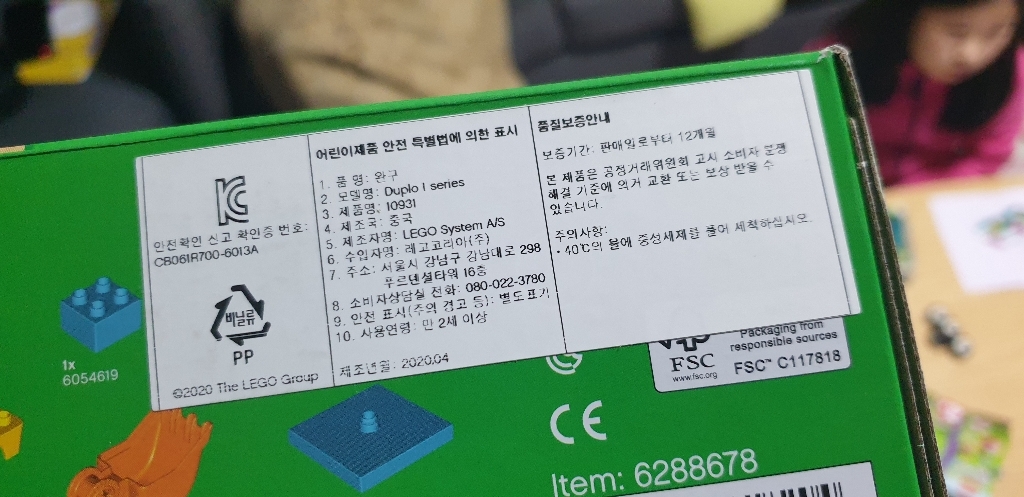 KC
안전확인 신고 확인증 번호:
CB061R700-6013A
비닐류
PP
©2020 The LEGO Group
어린이제품 안전 특별법에 의한 표시
1. 품 명: 완구
2. 모델명: Duplo I series
3. 제품명: 10931
4. 제조국: 중국
5. 제조자명: LEGO System A/S
6. 수입자명: 레고코리아(주)
7. 주소: 서울시 강남구 강남대로 298
푸르덴셜타워 16층
8. 소비자상담실 전화: 080-022-3780
9. 안전 표시(주의 경고 등): 별도표기
10. 사용연령: 만 2세 이상
제조년월: 2020.04
품질보증안내
보증기간: 판매일로부터 12개월
본 제품은 공정거래위원회 고시 소비자 분쟁
해결 기준에 의거 교환 또는 보상 받을 수
있습니다.
주의사항:
• 40℃의 물에 중성세제를 풀어 세척하십시오.
1x
6054619
FSC
www.fsc.org
Packaging from
responsible sources
FSC™ C117818
CE
Item: 6288678